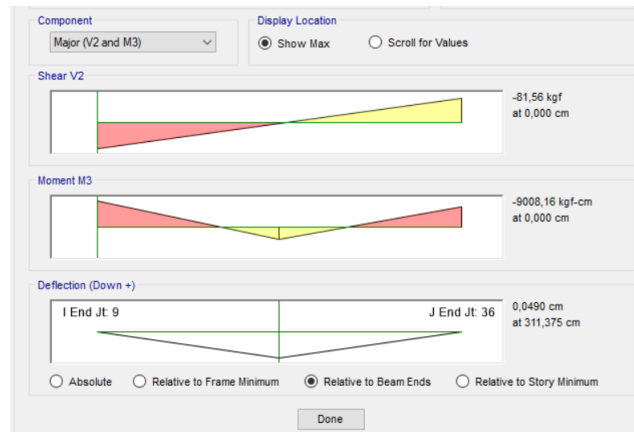 Component
Major (V2 and M3)
Display Location
Show Max
Scroll for Values
Shear V2
-81,56 kgf
at 0,000 cm
Moment M3
-9008,16 kgf-cm
at 0,000 cm
Deflection (Down +)
I End Jt: 9
J End Jt: 36
0,0490 cm
at 311,375 cm
Absolute
Relative to Frame Minimum
Relative to Beam Ends
Relative to Story Minimum
Done